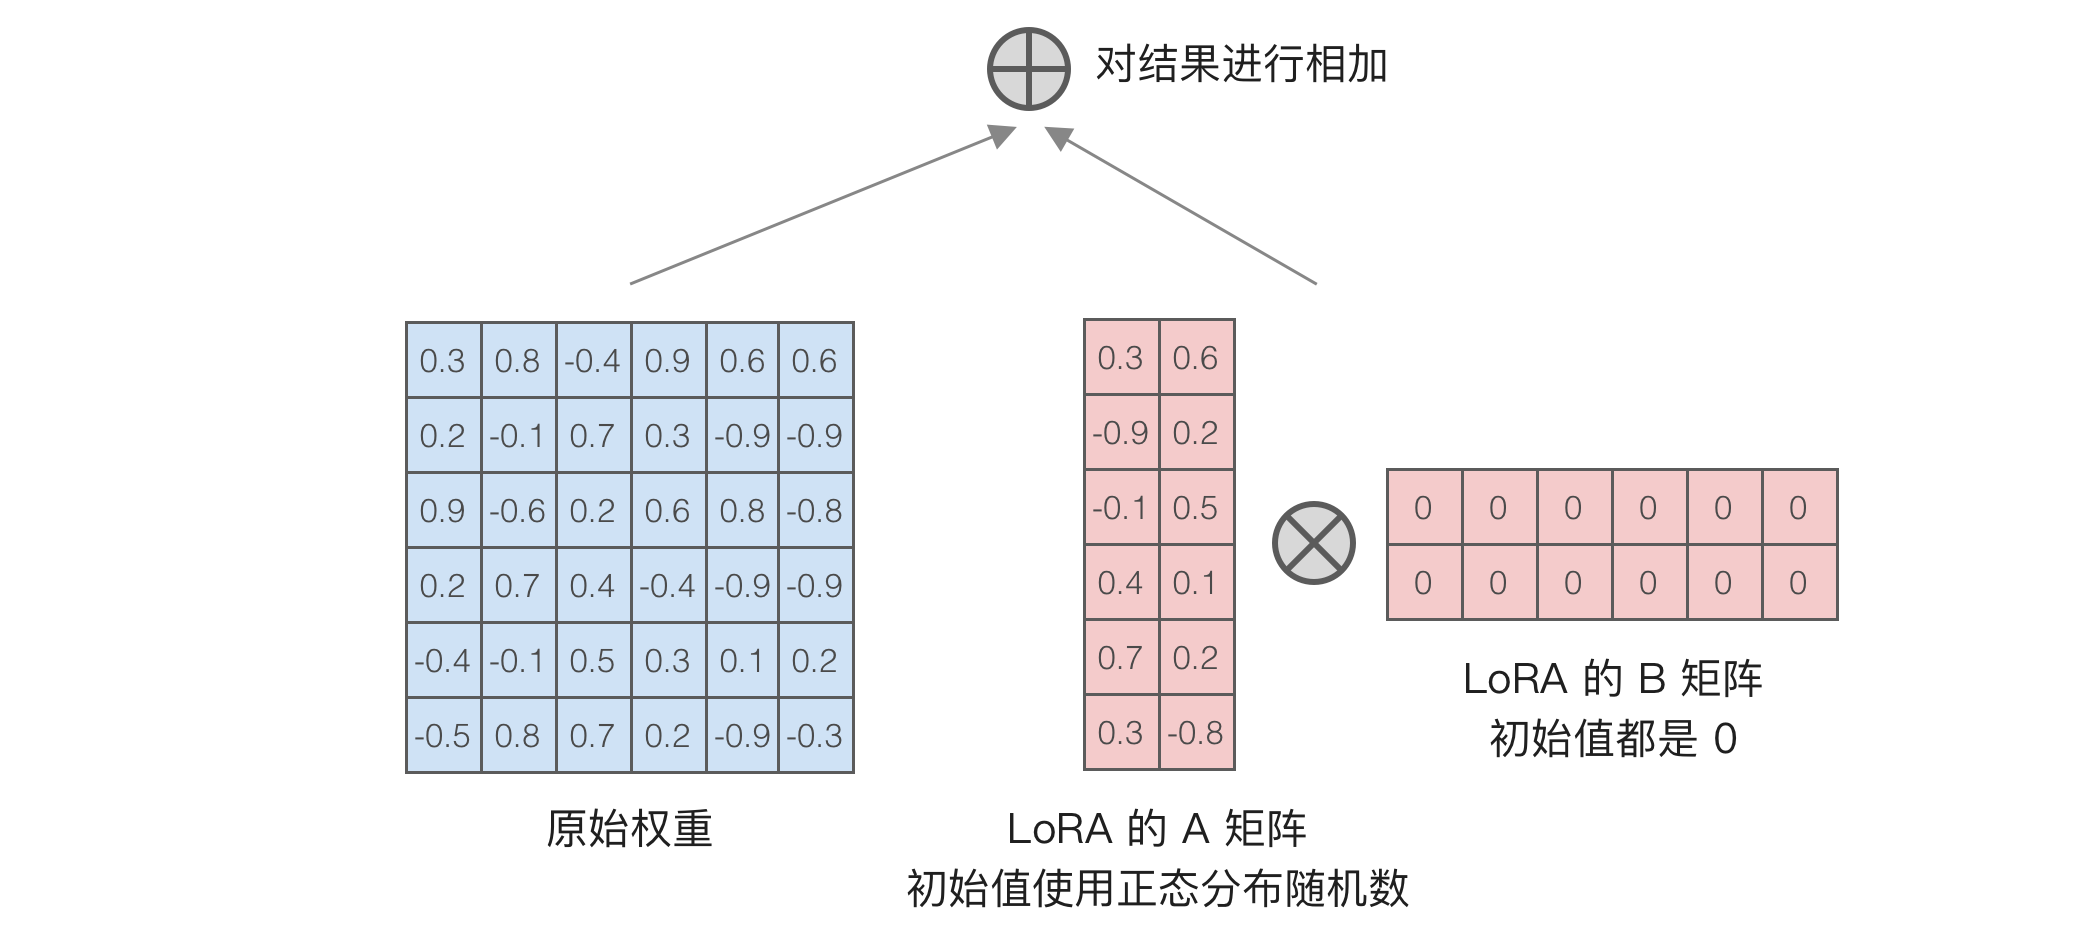 对结果进行相加
0.3 0.8 -0.4 0.9 0.6 0.6
0.2 -0.1 0.7 0.3 -0.9 -0.9
0.9 -0.6 0.2 0.6 0.8 -0.8
0.2 0.7 0.4 -0.4 -0.9 -0.9
-0.4 -0.1 0.5 0.3 0.1 0.2
-0.5 0.8 0.7 0.2 -0.9 -0.3
原始权重
0.3 0.6
-0.9 0.2
-0.1 0.5
0.4 0.1
0.7 0.2
0.3 -0.8
LoRA 的 A 矩阵
初始值使用正态分布随机数
0 0 0 0 0 0
0 0 0 0 0 0
LoRA 的 B 矩阵
初始值都是 0